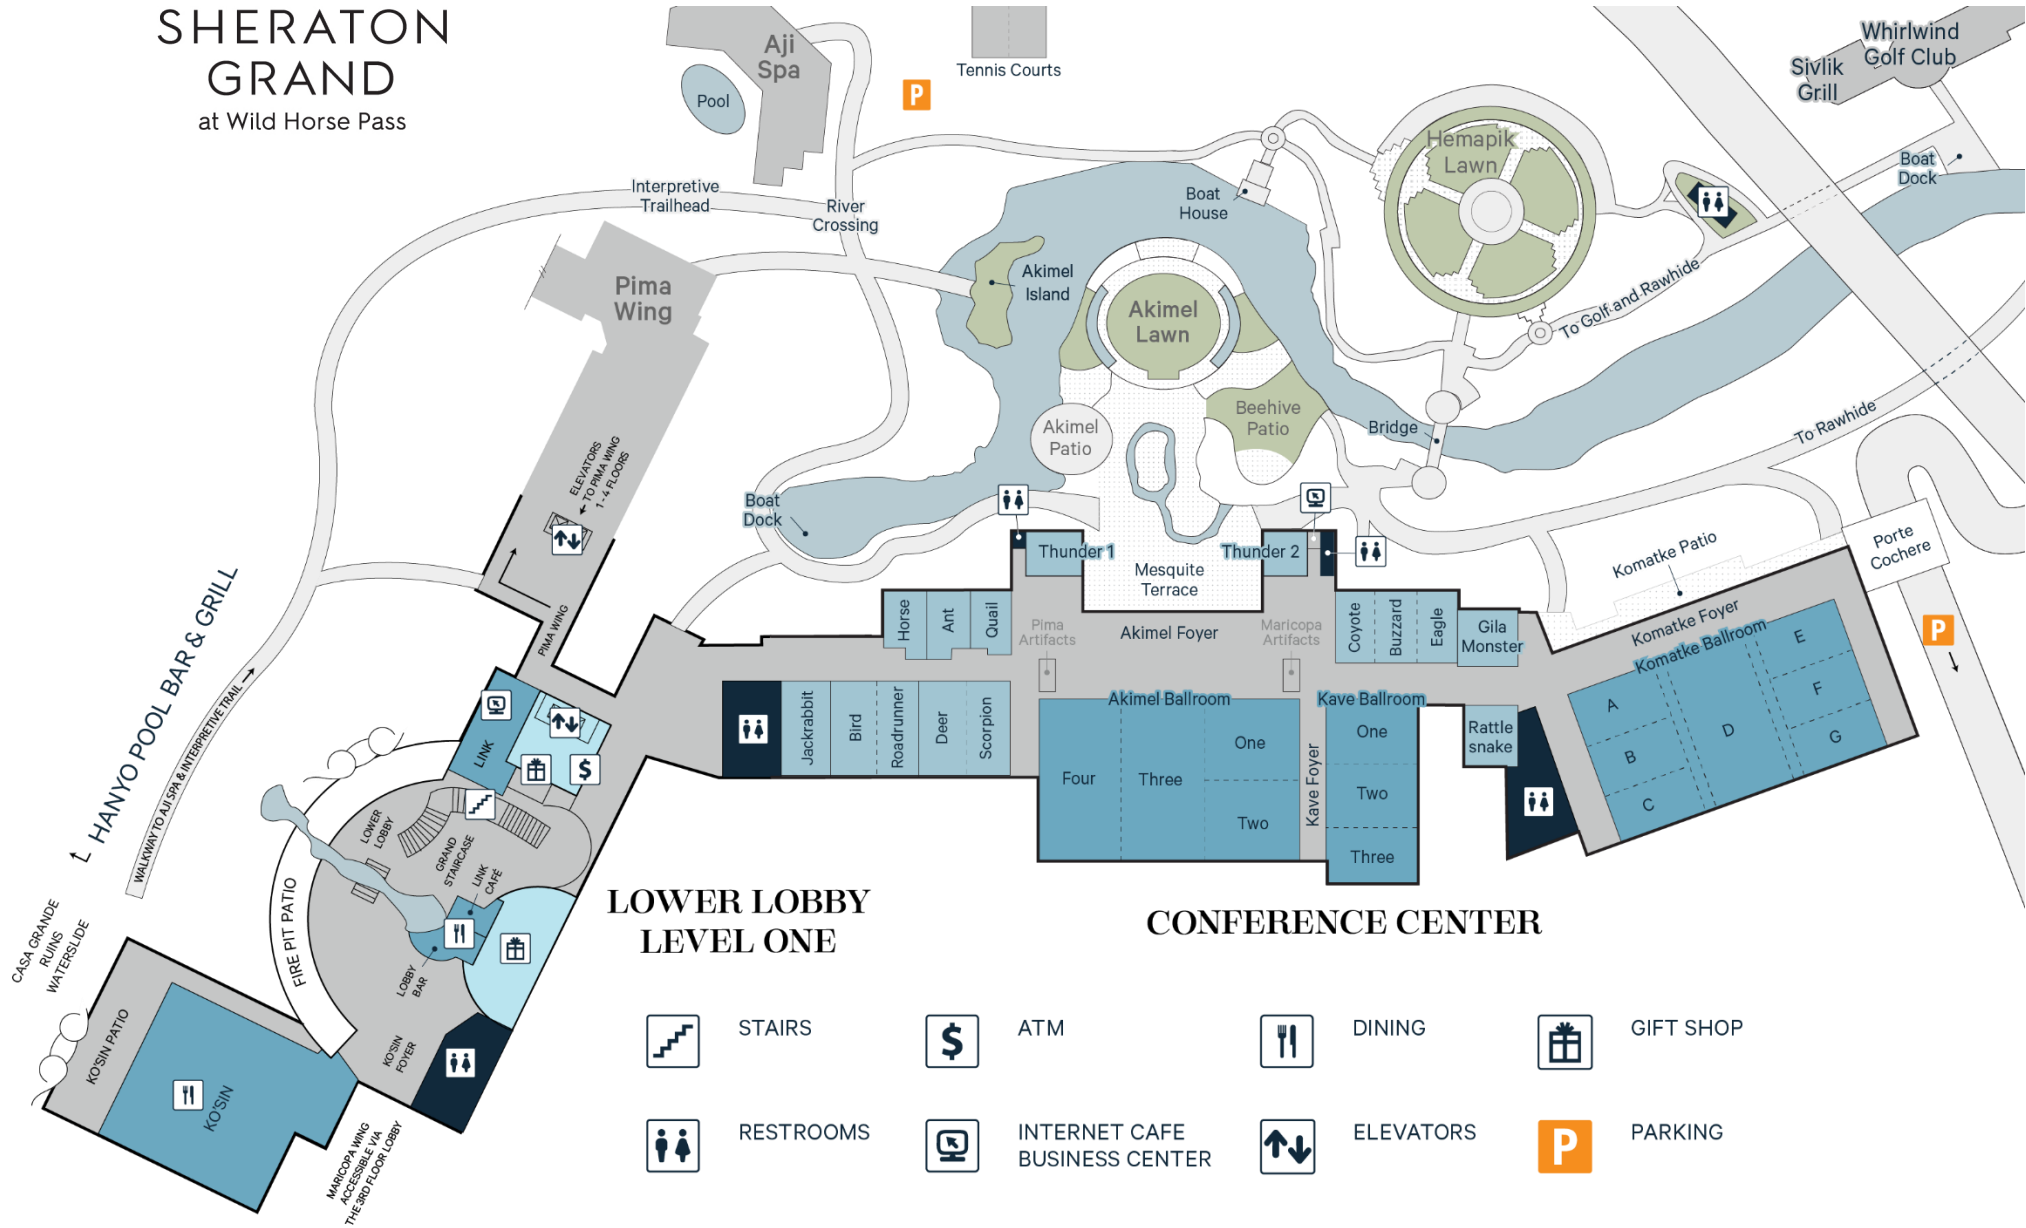 SHERATON
GRAND
at Wild Horse Pass
Aji
Spa
Pool
P
Tennis Courts
Whirlwind
Golf Club
Sivlik
Grill
Boat
Dock
Hemapik
Lawn
Boat
House
Interpretive
Trailhead
River
Crossing
Akimel
Island
Akimel
Lawn
Pima
Wing
To Golf and Rawhide
Beehive
Patio
Akimel
Patio
Bridge
To Rawhide
ELEVATORS
TO PIMA WING
1 - 4 FLOORS
Boat
Dock
Thunder 1
Thunder 2
Mesquite
Terrace
Komatke Patio
Porte
Cochere
P
PIMA WING
HANYO POOL BAR & GRILL
WALKWAY TO AJI SPA & INTERPRETIVE TRAIL
Horse
Ant
Quail
Pima
Artifacts
Akimel Foyer
Maricopa
Artifacts
Coyote
Buzzard
Eagle
Gila
Monster
Komatke Foyer
Komatke Ballroom
A
B
C
D
E
F
G
Jackrabbit
Bird
Roadrunner
Deer
Scorpion
Akimel Ballroom
Four
Three
One
Two
Kave Foyer
Kave Ballroom
One
Two
Three
Rattle
snake
LINK
$
LOWER
LOBBY
GRAND
STAIRCASE
LINK
CAFÉ
LOBBY
BAR
FIRE PIT PATIO
CASA GRANDE
RUINS
WATERSLIDE
KO'SIN PATIO
KO'SIN
KO'SIN
FOYER
MARICOPA WING
ACCESSIBLE VIA
THE 3RD FLOOR LOBBY
LOWER LOBBY
LEVEL ONE
CONFERENCE CENTER
STAIRS
$ ATM
DINING
GIFT SHOP
RESTROOMS
INTERNET CAFE
BUSINESS CENTER
ELEVATORS
P PARKING